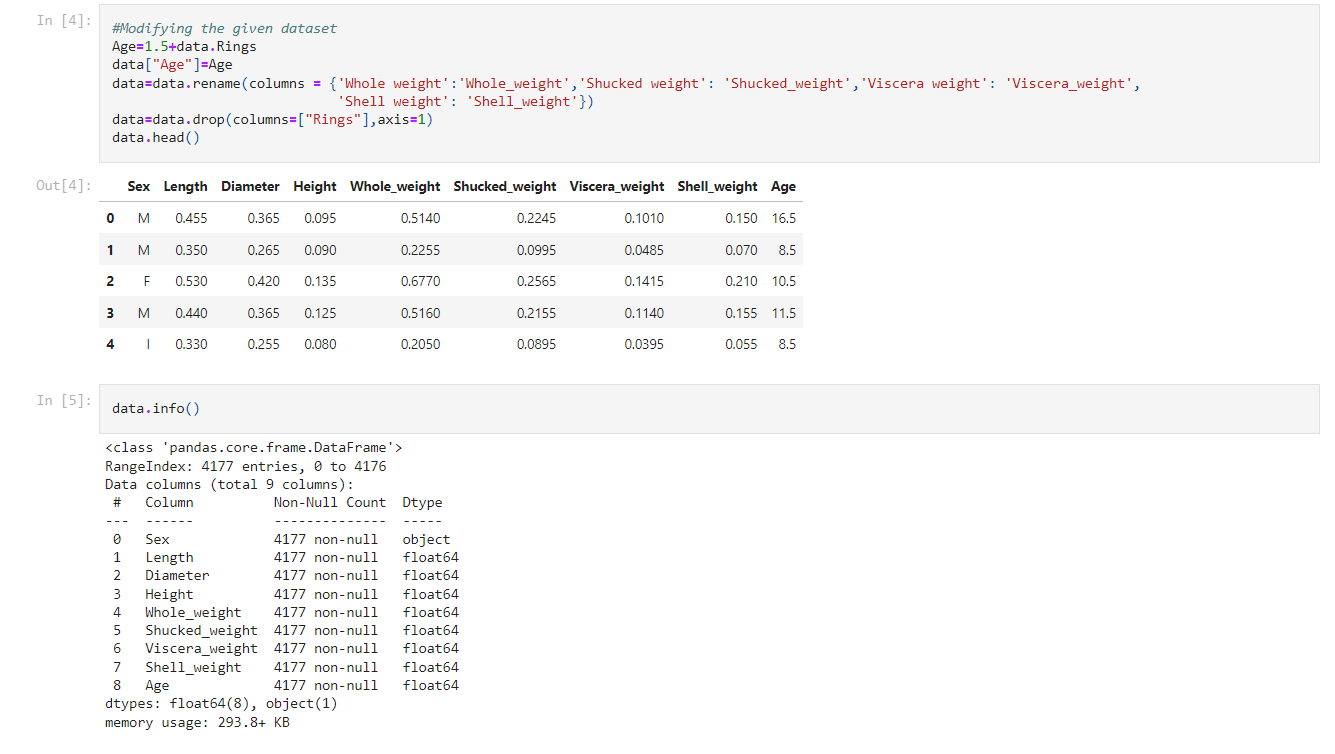 In [4]:
#Modifying the given dataset
Age=1.5+data.Rings
data["Age"]=Age
data=data.rename(columns = {'Whole weight':'Whole_weight','Shucked weight': 'Shucked_weight','Viscera weight': 'Viscera_weight',
'Shell weight': 'Shell_weight'})
data=data.drop(columns=["Rings"],axis=1)
data.head()
Out[4]:
Sex Length Diameter Height Whole_weight Shucked_weight Viscera_weight Shell_weight Age
0 M 0.455 0.365 0.095 0.5140 0.2245 0.1010 0.150 16.5
1 M 0.350 0.265 0.090 0.2255 0.0995 0.0485 0.070 8.5
2 F 0.530 0.420 0.135 0.6770 0.2565 0.1415 0.210 10.5
3 M 0.440 0.365 0.125 0.5160 0.2155 0.1140 0.155 11.5
4 I 0.330 0.255 0.080 0.2050 0.0895 0.0395 0.055 8.5
In [5]:
data.info()
<class 'pandas.core.frame.DataFrame'>
RangeIndex: 4177 entries, 0 to 4176
Data columns (total 9 columns):
# Column Non-Null Count Dtype
--- ------ -------------- -----
0 Sex 4177 non-null object
1 Length 4177 non-null float64
2 Diameter 4177 non-null float64
3 Height 4177 non-null float64
4 Whole_weight 4177 non-null float64
5 Shucked_weight 4177 non-null float64
6 Viscera_weight 4177 non-null float64
7 Shell_weight 4177 non-null float64
8 Age 4177 non-null float64
dtypes: float64(8), object(1)
memory usage: 293.8+ KB